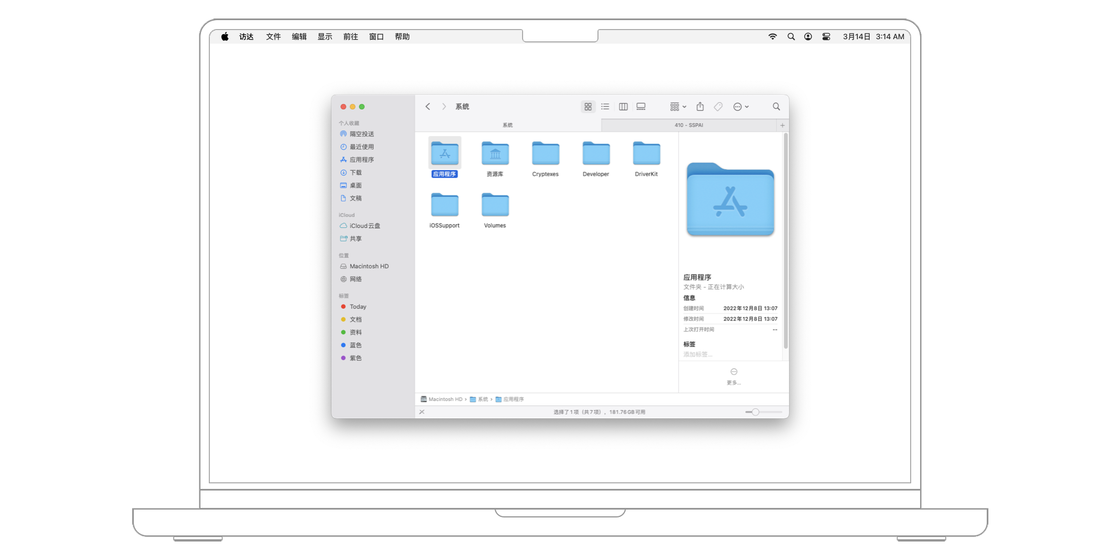 访达 文件 编辑 显示 前往 窗口 帮助 3月14日 3:14 AM
系统
系统 410 - SSPAI
个人收藏
隔空投送
最近使用
应用程序
下载
桌面
文稿
iCloud
iCloud云盘
共享
位置
Macintosh HD
网络
标签
Today
文档
资料
蓝色
紫色
应用程序 资源库 Cryptexes Developer DriverKit
iOSSupport Volumes
应用程序
文件夹 - 正在计算大小
信息
创建时间 2022年12月8日 13:07
修改时间 2022年12月8日 13:07
上次打开时间 --
标签
添加标签...
更多...
Macintosh HD › 系统 › 应用程序
选择了1项（共7项），181.76 GB可用